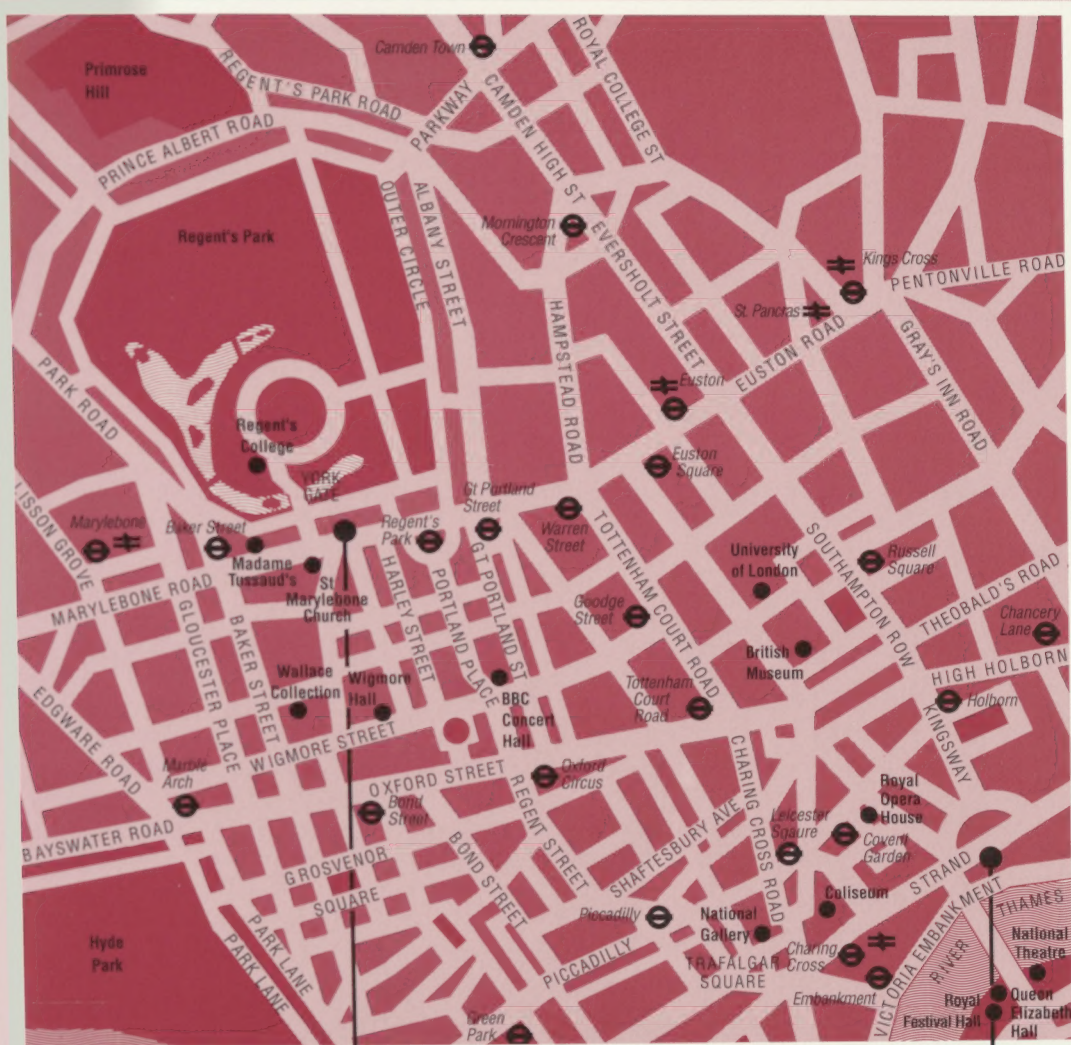 Camden Town
ROYAL COLLEGE ST
Primrose
Hill
REGENT'S PARK ROAD
PARKWAY
CAMDEN HIGH ST
PRINCE ALBERT ROAD
OUTER CIRCLE
ALBANY STREET
Regent's Park
Mornington
Crescent
EVERSHOLT STREET
Kings Cross
PENTONVILLE ROAD
St. Pancras
EUSTON ROAD
HAMPSTEAD ROAD
GRAY'S INN ROAD
PARK ROAD
Euston
Regent's
College
Euston
Square
YORK
GATE
LISSON GROVE
Marylebone
Baker Street
Regent's
Park
Gt Portland
Street
Warren
Street
TOTTENHAM COURT ROAD
University
of London
SOUTHAMPTON ROW
Russell
Square
Madame
Tussaud's
St
Marylebone
Church
MARYLEBONE ROAD
GLOUCESTER PLACE
BAKER STREET
HARLEY STREET
PORTLAND PLACE
GT PORTLAND ST
Goodge
Street
THEOBALD'S ROAD
Chancery
Lane
British
Museum
HIGH HOLBORN
Wallace
Collection
Wigmore
Hall
BBC
Concert
Hall
Tottenham
Court
Road
Holborn
KINGSWAY
EDGWARE ROAD
WIGMORE STREET
Marble
Arch
OXFORD STREET
Oxford
Circus
CHARING CROSS ROAD
Royal
Opera
House
Bond
Street
REGENT STREET
SHAFTESBURY AVE
Leicester
Sqaure
Covent
Garden
BAYSWATER ROAD
GROSVENOR
SQUARE
BOND STREET
STRAND
Coliseum
Piccadilly
National
Gallery
VICTORIA EMBANKMENT
RIVER
THAMES
Hyde
Park
PARK LANE
PARK LANE
PICCADILLY
TRAFALGAR
SQUARE
Charing
Cross
Embankment
National
Theatre
Queen
Elizabeth
Hall
Royal
Festival Hall
Green
Park